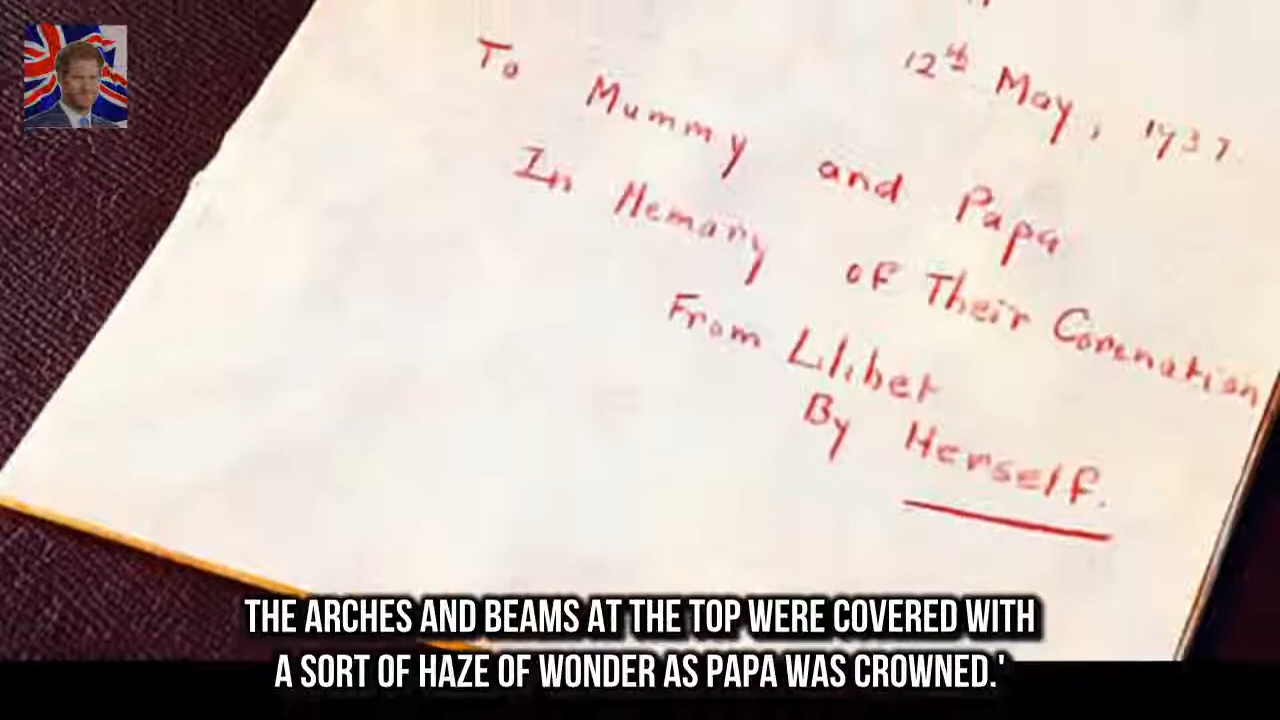 12th May, 1937.
To Mummy and Papa
In Memary of Their Coronation
From Lilibet
By Herself.
THE ARCHES AND BEAMS AT THE TOP WERE COVERED WITH
A SORT OF HAZE OF WONDER AS PAPA WAS CROWNED.'